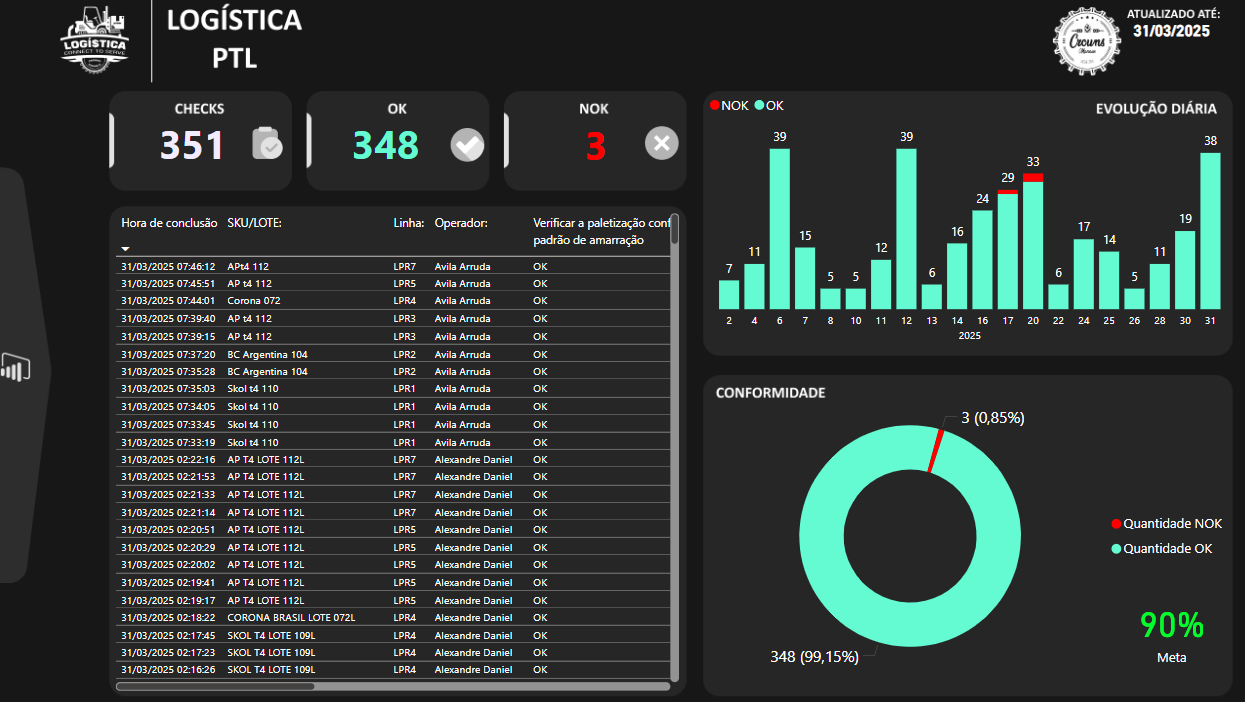 LOGÍSTICA
CONNECT TO SERVE
LOGÍSTICA
PTL
Crowns
ATUALIZADO ATÉ:
31/03/2025
CHECKS
351
OK
348
NOK
3
Hora de conclusão SKU/LOTE: Linha: Operador: Verificar a paletização conf
padrão de amarração
31/03/2025 07:46:12 APt4 112 LPR7 Avila Arruda OK
31/03/2025 07:45:51 AP t4 112 LPR5 Avila Arruda OK
31/03/2025 07:44:01 Corona 072 LPR4 Avila Arruda OK
31/03/2025 07:39:40 AP t4 112 LPR3 Avila Arruda OK
31/03/2025 07:39:15 AP t4 112 LPR3 Avila Arruda OK
31/03/2025 07:37:20 BC Argentina 104 LPR2 Avila Arruda OK
31/03/2025 07:35:28 BC Argentina 104 LPR2 Avila Arruda OK
31/03/2025 07:35:03 Skol t4 110 LPR1 Avila Arruda OK
31/03/2025 07:34:05 Skol t4 110 LPR1 Avila Arruda OK
31/03/2025 07:33:45 Skol t4 110 LPR1 Avila Arruda OK
31/03/2025 07:33:19 Skol t4 110 LPR1 Avila Arruda OK
31/03/2025 02:22:16 AP T4 LOTE 112L LPR7 Alexandre Daniel OK
31/03/2025 02:21:53 AP T4 LOTE 112L LPR7 Alexandre Daniel OK
31/03/2025 02:21:33 AP T4 LOTE 112L LPR7 Alexandre Daniel OK
31/03/2025 02:21:14 AP T4 LOTE 112L LPR7 Alexandre Daniel OK
31/03/2025 02:20:51 AP T4 LOTE 112L LPR5 Alexandre Daniel OK
31/03/2025 02:20:29 AP T4 LOTE 112L LPR5 Alexandre Daniel OK
31/03/2025 02:20:02 AP T4 LOTE 112L LPR5 Alexandre Daniel OK
31/03/2025 02:19:41 AP T4 LOTE 112L LPR5 Alexandre Daniel OK
31/03/2025 02:19:17 AP T4 LOTE 112L LPR5 Alexandre Daniel OK
31/03/2025 02:18:22 CORONA BRASIL LOTE 072L LPR4 Alexandre Daniel OK
31/03/2025 02:17:45 SKOL T4 LOTE 109L LPR4 Alexandre Daniel OK
31/03/2025 02:17:23 SKOL T4 LOTE 109L LPR4 Alexandre Daniel OK
31/03/2025 02:16:26 SKOL T4 LOTE 109L LPR4 Alexandre Daniel OK
NOK OK
EVOLUÇÃO DIÁRIA
7 11 39 15 5 5 12 39 6 16 24 29 33 6 17 14 5 11 19 38
2 4 6 7 8 10 11 12 13 14 16 17 20 22 24 25 26 28 30 31
2025
CONFORMIDADE
3 (0,85%)
348 (99,15%)
Quantidade NOK
Quantidade OK
90%
Meta